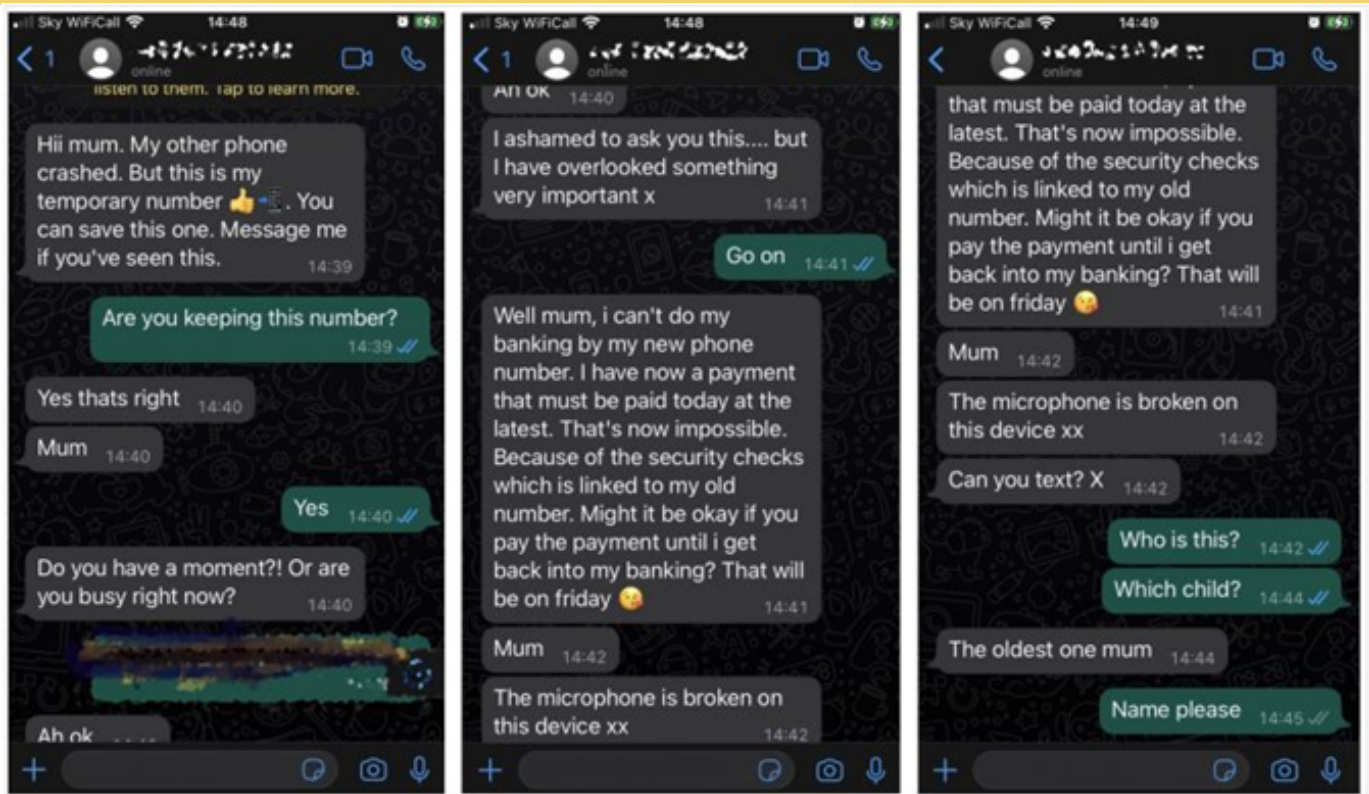 Sky WiFiCall 14:48
1
online
listen to them. Tap to learn more.
Hii mum. My other phone
crashed. But this is my
temporary number 👍📲. You
can save this one. Message me
if you've seen this.
14:39
Are you keeping this number?
14:39
Yes thats right 14:40
Mum 14:40
Yes 14:40
Do you have a moment?! Or are
you busy right now?
14:40
Ah ok
Sky WiFiCall 14:48
1
online
Ah ok 14:40
I ashamed to ask you this.... but
I have overlooked something
very important x
14:41
Go on 14:41
Well mum, i can't do my
banking by my new phone
number. I have now a payment
that must be paid today at the
latest. That's now impossible.
Because of the security checks
which is linked to my old
number. Might it be okay if you
pay the payment until i get
back into my banking? That will
be on friday 😘
14:41
Mum 14:42
The microphone is broken on
this device xx
14:42
Sky WiFiCall 14:49
online
that must be paid today at the
latest. That's now impossible.
Because of the security checks
which is linked to my old
number. Might it be okay if you
pay the payment until i get
back into my banking? That will
be on friday 😘
14:41
Mum 14:42
The microphone is broken on
this device xx
14:42
Can you text? X 14:42
Who is this? 14:42
Which child? 14:44
The oldest one mum 14:44
Name please 14:45